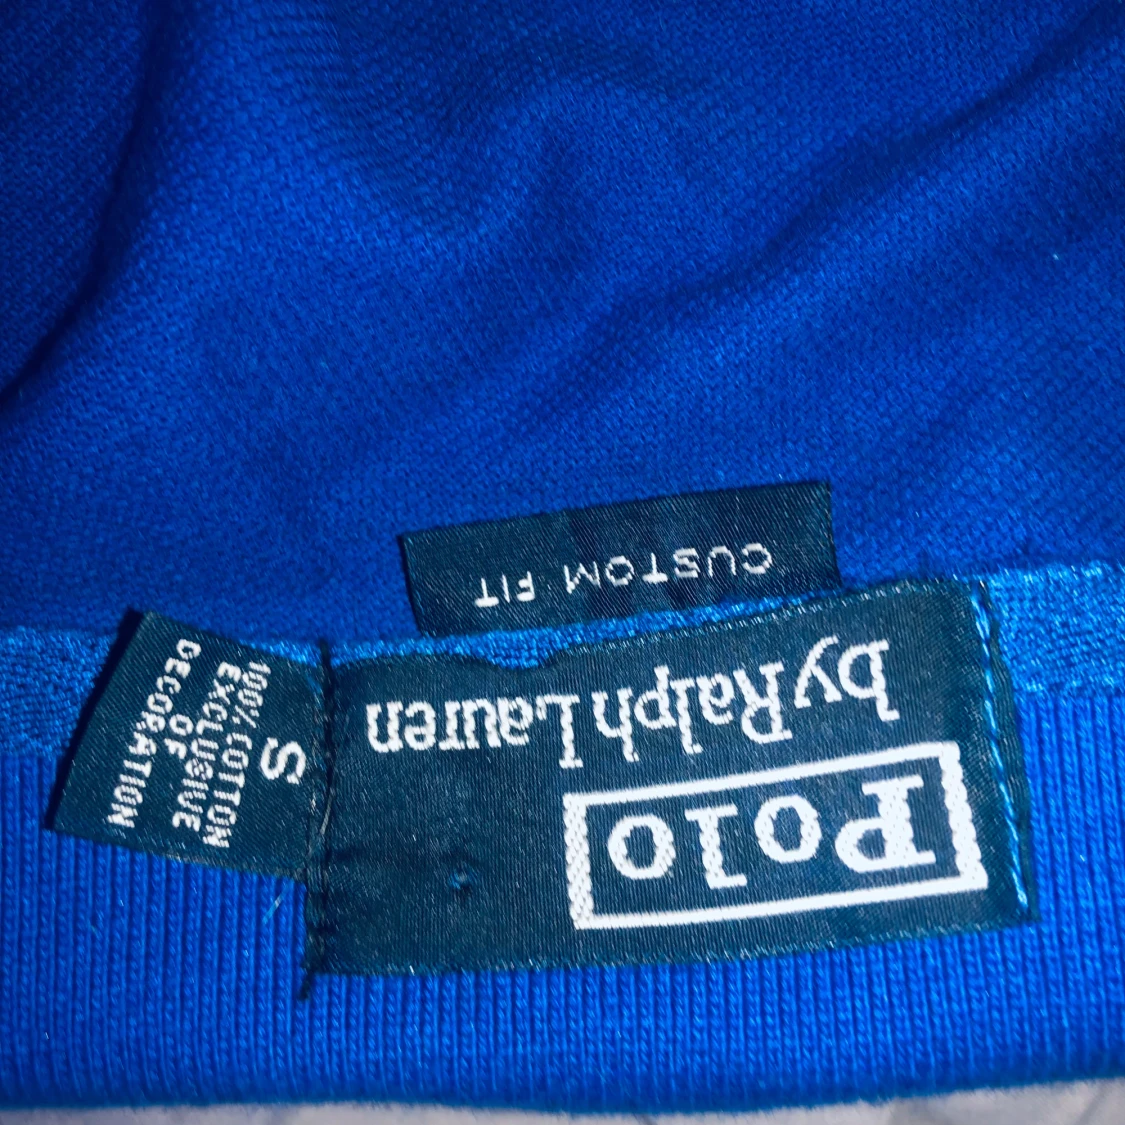 Polo
by Ralph Lauren
CUSTOM FIT
S
100% COTTON
EXCLUSIVE
OF
DECORATION